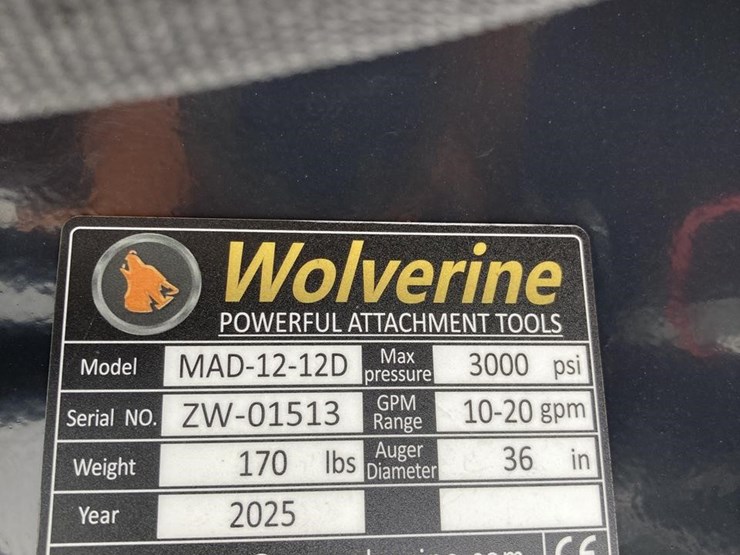 Wolverine
POWERFUL ATTACHMENT TOOLS
Model MAD-12-12D Max pressure 3000 psi
Serial NO. ZW-01513 GPM Range 10-20 gpm
Weight 170 lbs Auger Diameter 36 in
Year 2025
CE